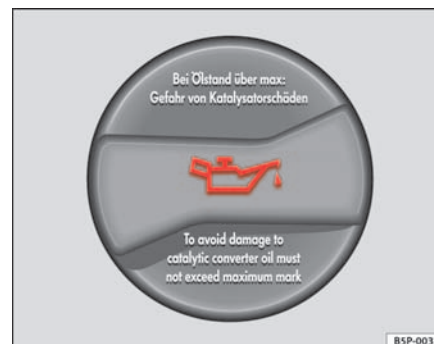 Bei Ölstand über max:
Gefahr von Katalysatorschäden
To avoid damage to
catalytic converter oil must
not exceed maximum mark
B5P-003